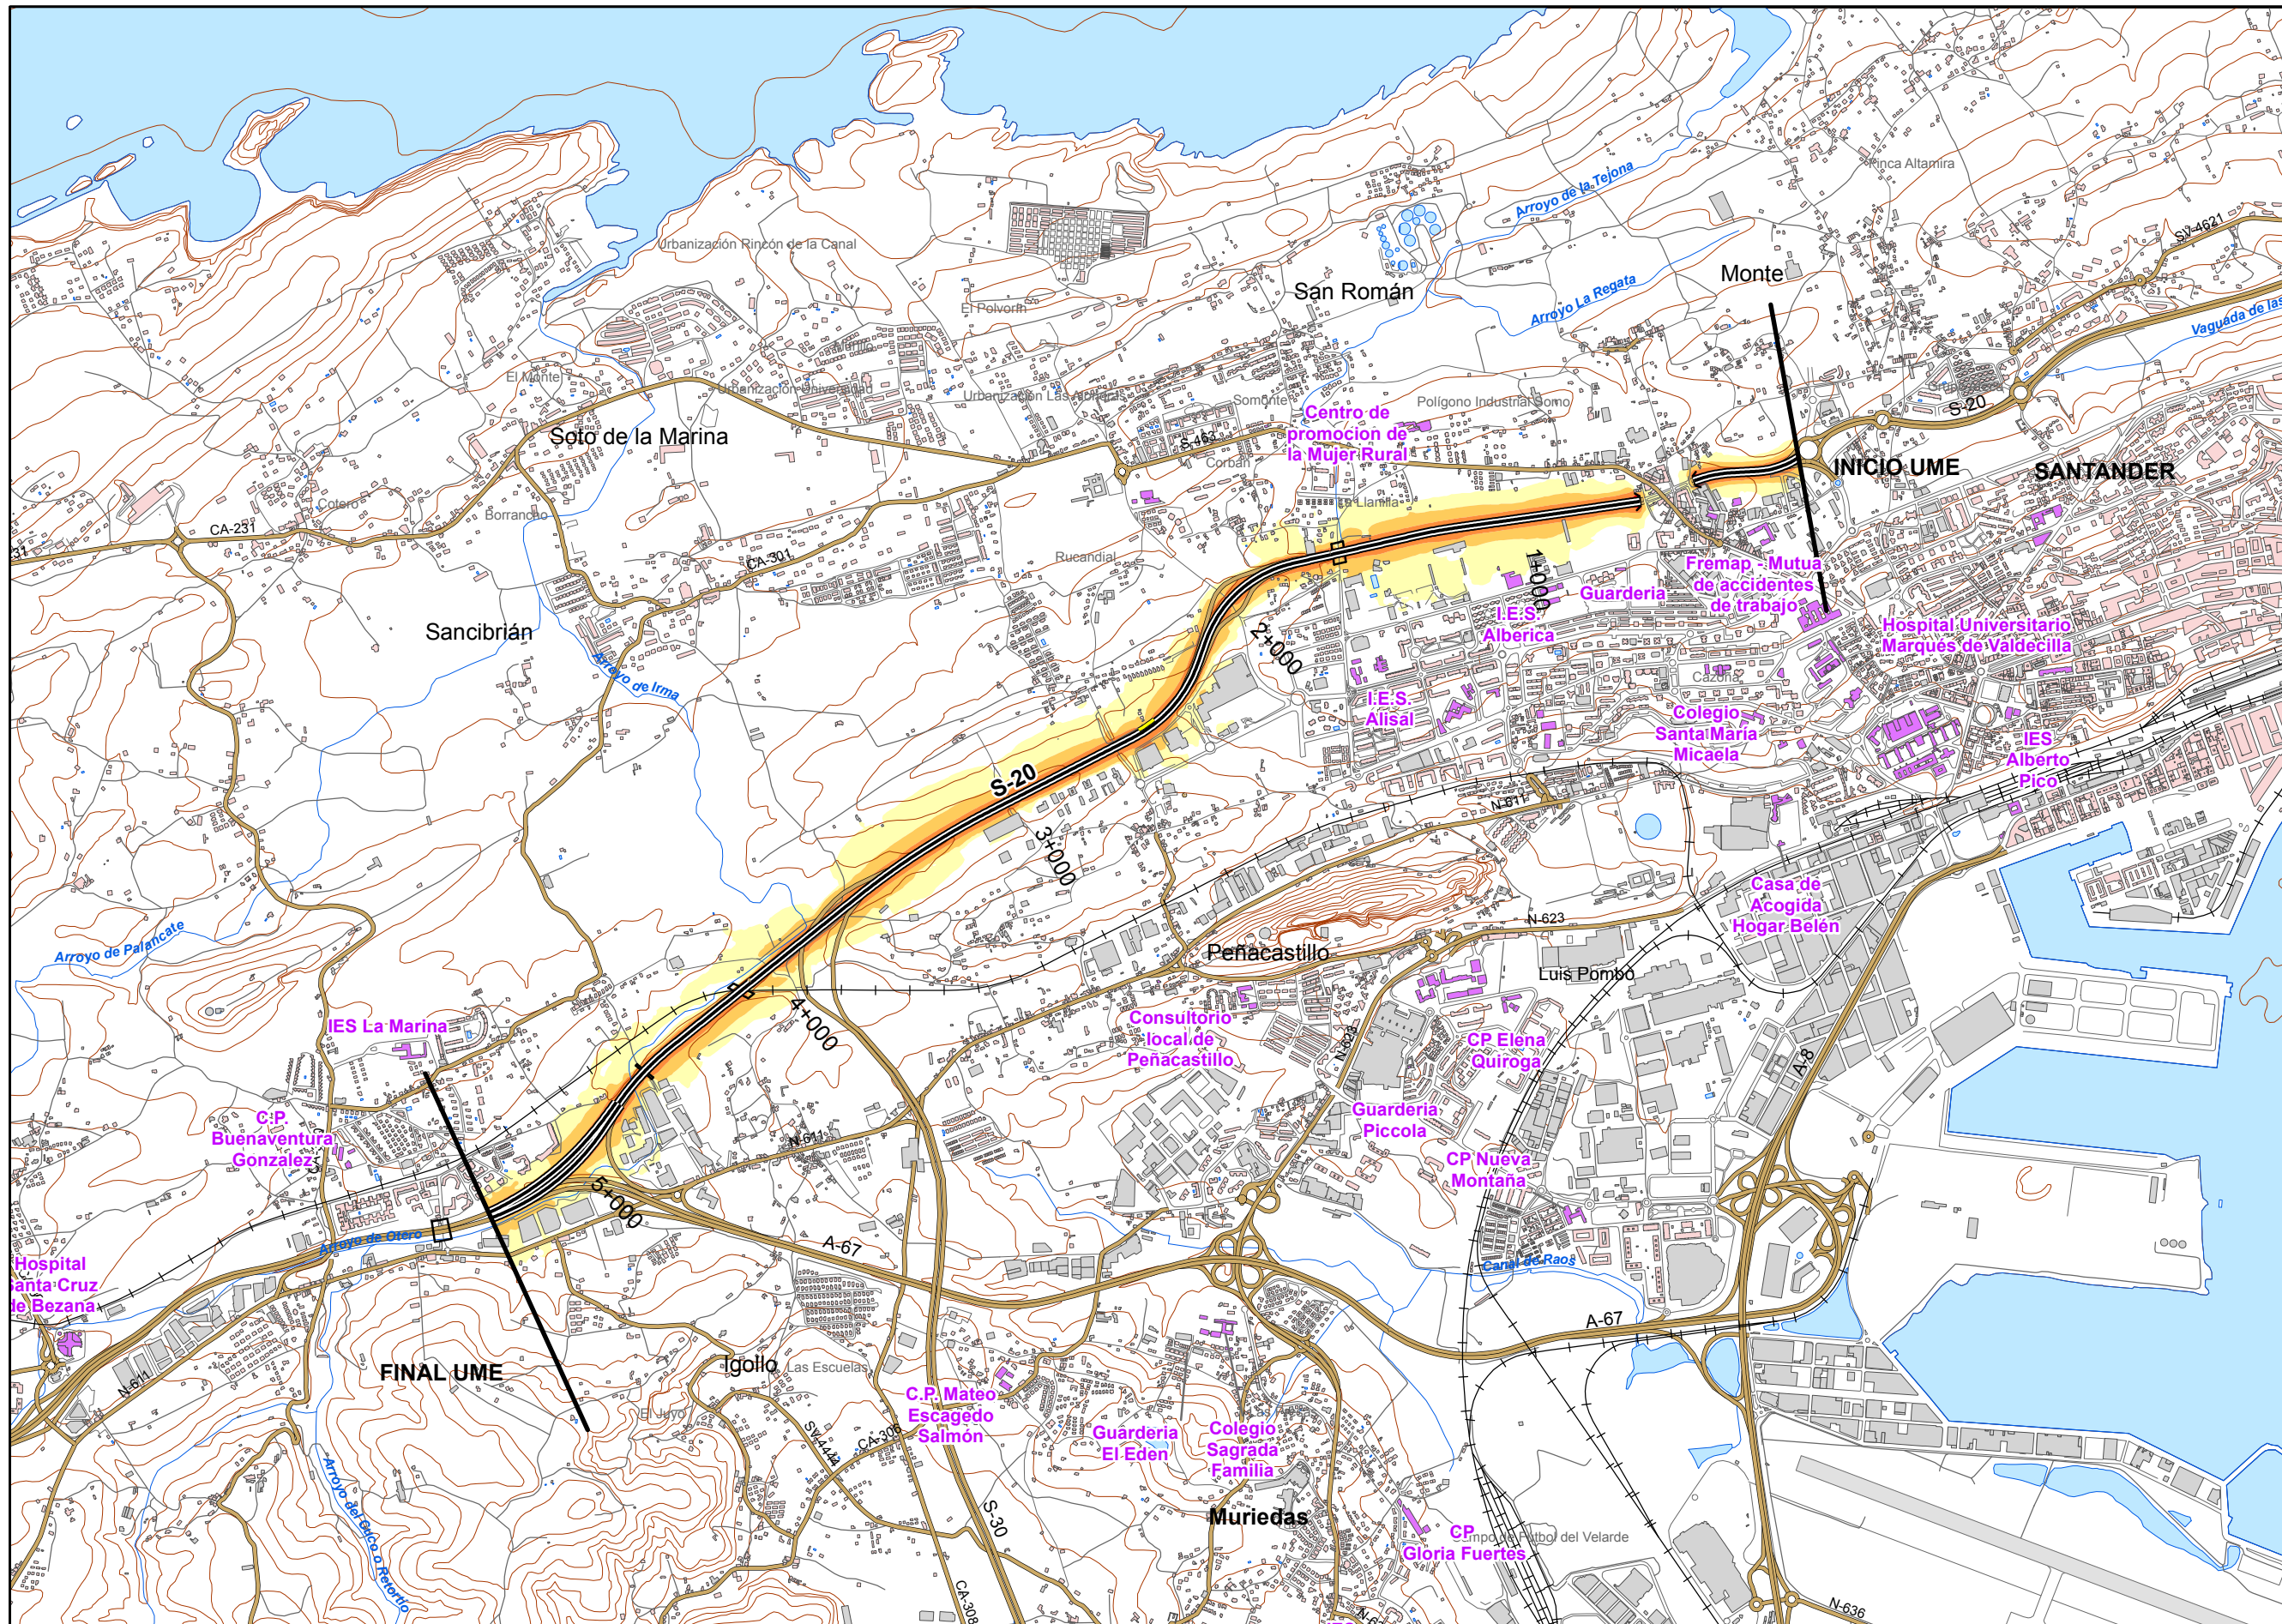 Finca Altamira
Arroyo de la Tejona
SV-4621
Urbanización Rincón de la Canal
Monte
San Román
Arroyo La Regata
El Polvorín
Vaguada de las
El Monte
Urbanización Universidad
Urbanización Las
Somonte
Polígono Industrial Somo
S-20
Centro de
promocion de
la Mujer Rural
Soto de la Marina
S-463
Corbán
INICIO UME
SANTANDER
Cotero
Borrancho
La Llanilla
CA-231
31
CA-301
Rucandial
1+000
Fremap - Mutua
de accidentes
de trabajo
Guarderia
I.E.S.
Alberica
Hospital Universitario
Marqués de Valdecilla
Sancibrián
2+000
Arroyo de Irma
Cazoña
I.E.S.
Alisal
Colegio
Santa María
Micaela
IES
Alberto
Pico
S-20
N-611
3+000
Casa de
Acogida
Hogar Belén
N-623
Arroyo de Palancate
Peñacastillo
Luis Pombo
4+000
IES La Marina
Consultorio
local de
Peñacastillo
N-623
CP Elena
Quiroga
A-8
C.P.
Buenaventura
Gonzalez
Guarderia
Piccola
N-611
CP Nueva
Montaña
5+000
Arroyo de Otero
A-67
Hospital
Santa Cruz
de Bezana
Canal de Raos
A-67
FINAL UME
Igollo
Las Escuelas
N-611
C.P. Mateo
Escagedo
Salmón
El Juyo
SV-4444
CA-308
Guarderia
El Eden
Colegio
Sagrada
Familia
Arroyo del Cuco o Retortio
S-30
Muriedas
CP
Gloria Fuertes
Campo de Fútbol del Velarde
CA-308
N-636